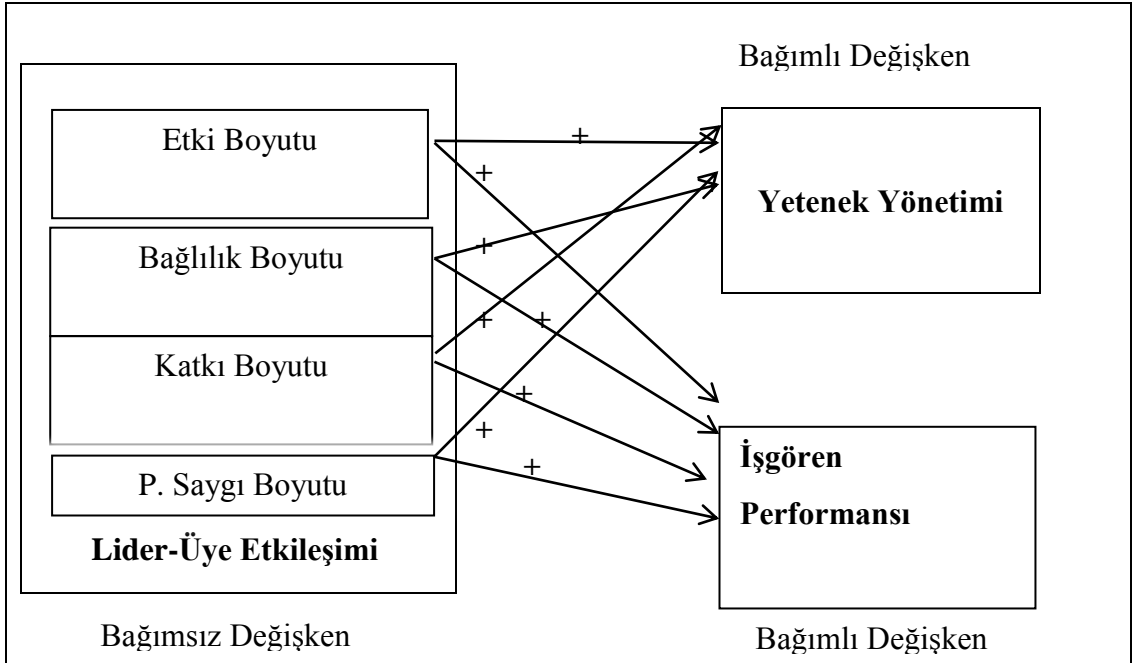 Bağımlı Değişken
Etki Boyutu
Bağlılık Boyutu
Katkı Boyutu
P. Saygı Boyutu
Lider-Üye Etkileşimi
Bağımsız Değişken
+
+
+
+
+
+
+
+
Yetenek Yönetimi
İşgören
Performansı
Bağımlı Değişken